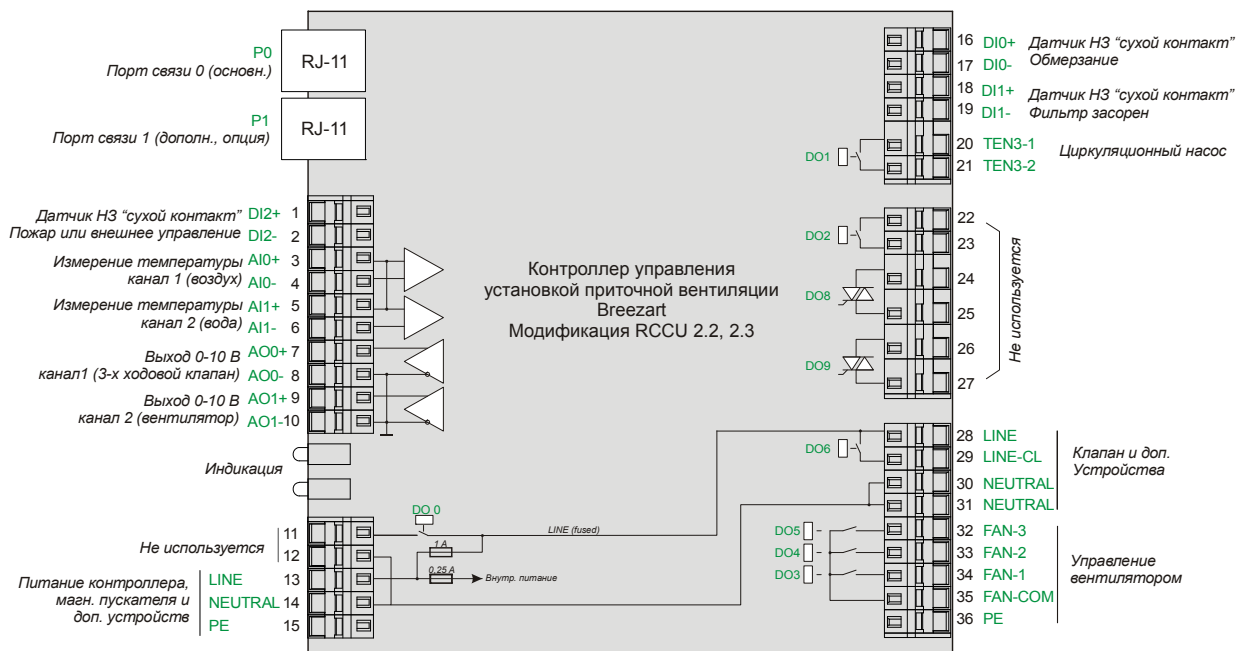 P0
Порт связи 0 (основн.)
RJ-11
P1
Порт связи 1 (дополн., опция)
RJ-11
Датчик НЗ “сухой контакт” DI2+ 1
Пожар или внешнее управление DI2- 2
Измерение температуры AI0+ 3
канал 1 (воздух) AI0- 4
Измерение температуры AI1+ 5
канал 2 (вода) AI1- 6
Выход 0-10 В AO0+ 7
канал1 (3-х ходовой клапан) AO0- 8
Выход 0-10 В AO1+ 9
канал 2 (вентилятор) AO1- 10
Индикация
Не используется
11
12
Питание контроллера,
магн. пускателя и
доп. устройств
LINE 13
NEUTRAL 14
PE 15
DO 0
1 A
0,25 A
Внутр. питание
LINE (fused)
Контроллер управления
установкой приточной вентиляции
Breezart
Модификация RCCU 2.2, 2.3
16 DI0+ Датчик НЗ “сухой контакт”
17 DI0- Обмерзание
18 DI1+ Датчик НЗ “сухой контакт”
19 DI1- Фильтр засорен
DO1
20 TEN3-1
21 TEN3-2
Циркуляционный насос
DO2
22
23
DO8
24
25
DO9
26
27
Не используется
DO6
28 LINE
29 LINE-CL
30 NEUTRAL
31 NEUTRAL
Клапан и доп.
Устройства
DO5
32 FAN-3
DO4
33 FAN-2
DO3
34 FAN-1
35 FAN-COM
36 PE
Управление
вентилятором